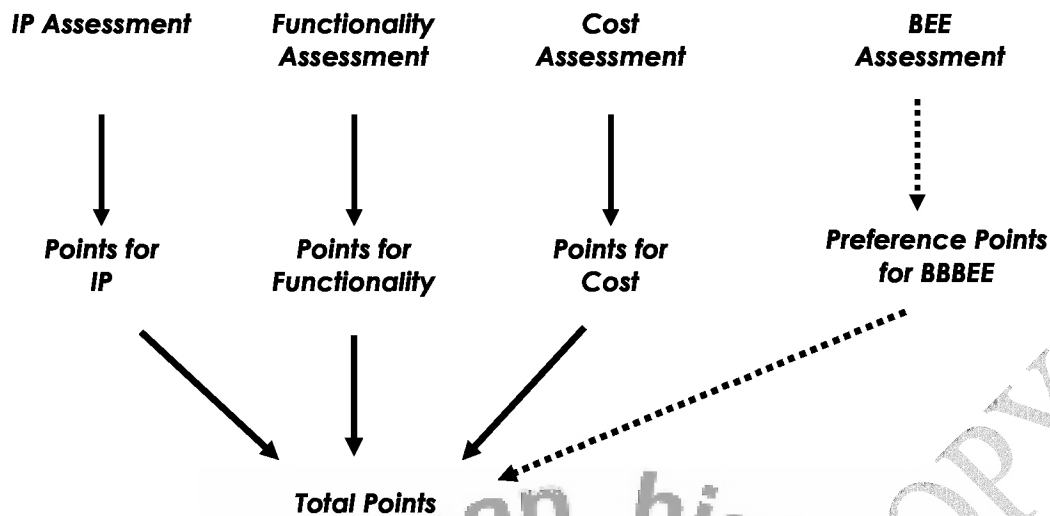 IP Assessment
Functionality
Assessment
Cost
Assessment
BEE
Assessment
Points for
IP
Points for
Functionality
Points for
Cost
Preference Points
for BBBEE
Total Points